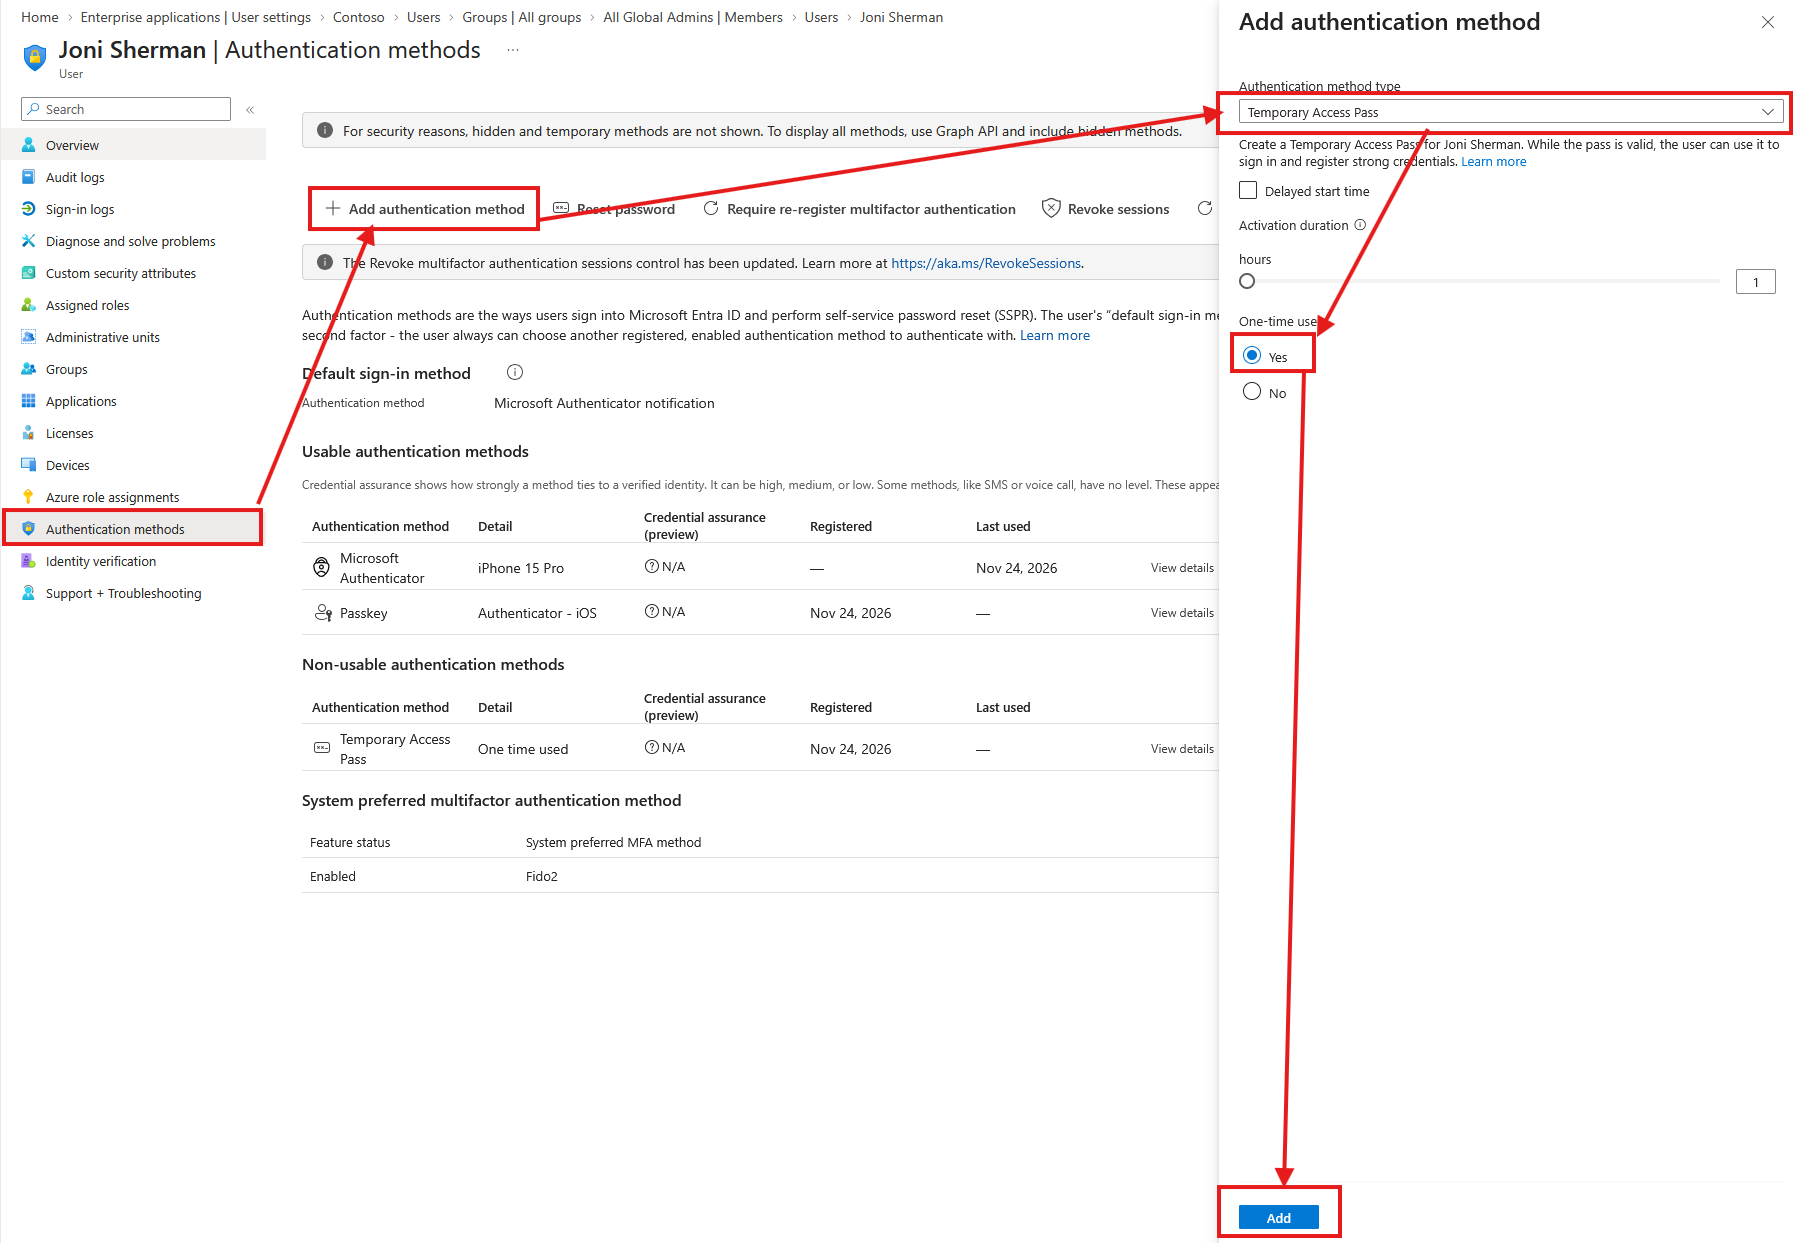 Home > Enterprise applications | User settings > Contoso > Users > Groups | All groups > All Global Admins | Members > Users > Joni Sherman
Joni Sherman | Authentication methods ...
User
Search
«
Overview
Audit logs
Sign-in logs
Diagnose and solve problems
Custom security attributes
Assigned roles
Administrative units
Groups
Applications
Licenses
Devices
Azure role assignments
Authentication methods
Identity verification
Support + Troubleshooting
For security reasons, hidden and temporary methods are not shown. To display all methods, use Graph API and include hidden methods.
+ Add authentication method Reset password Require re-register multifactor authentication Revoke sessions
The Revoke multifactor authentication sessions control has been updated. Learn more at https://aka.ms/RevokeSessions.
Authentication methods are the ways users sign into Microsoft Entra ID and perform self-service password reset (SSPR). The user's “default sign-in me
second factor - the user always can choose another registered, enabled authentication method to authenticate with. Learn more
Default sign-in method
Authentication method Microsoft Authenticator notification
Usable authentication methods
Credential assurance shows how strongly a method ties to a verified identity. It can be high, medium, or low. Some methods, like SMS or voice call, have no level. These appea
Authentication method Detail Credential assurance (preview) Registered Last used
Microsoft Authenticator iPhone 15 Pro N/A — Nov 24, 2026 View details
Passkey Authenticator - iOS N/A Nov 24, 2026 — View details
Non-usable authentication methods
Authentication method Detail Credential assurance (preview) Registered Last used
Temporary Access Pass One time used N/A Nov 24, 2026 — View details
System preferred multifactor authentication method
Feature status System preferred MFA method
Enabled Fido2
Add authentication method
Authentication method type
Temporary Access Pass
Create a Temporary Access Pass for Joni Sherman. While the pass is valid, the user can use it to
sign in and register strong credentials. Learn more
Delayed start time
Activation duration
hours
1
One-time use
Yes
No
Add